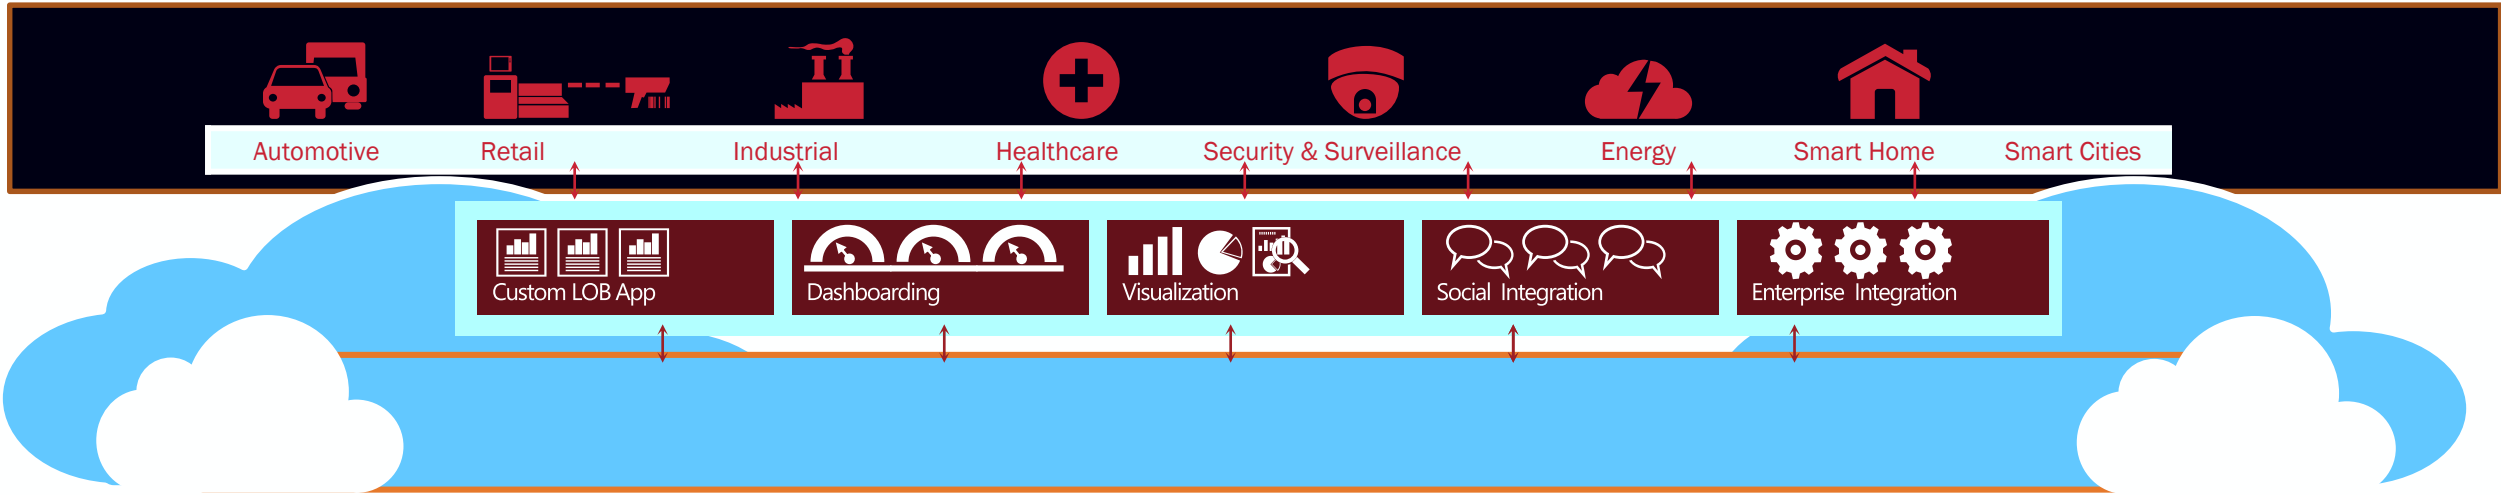 Automotive
Retail
Industrial
Healthcare
Security & Surveillance
Energy
Smart Home
Smart Cities
Custom LOB App
Dashboarding
Visualization
Social Integration
Enterprise Integration